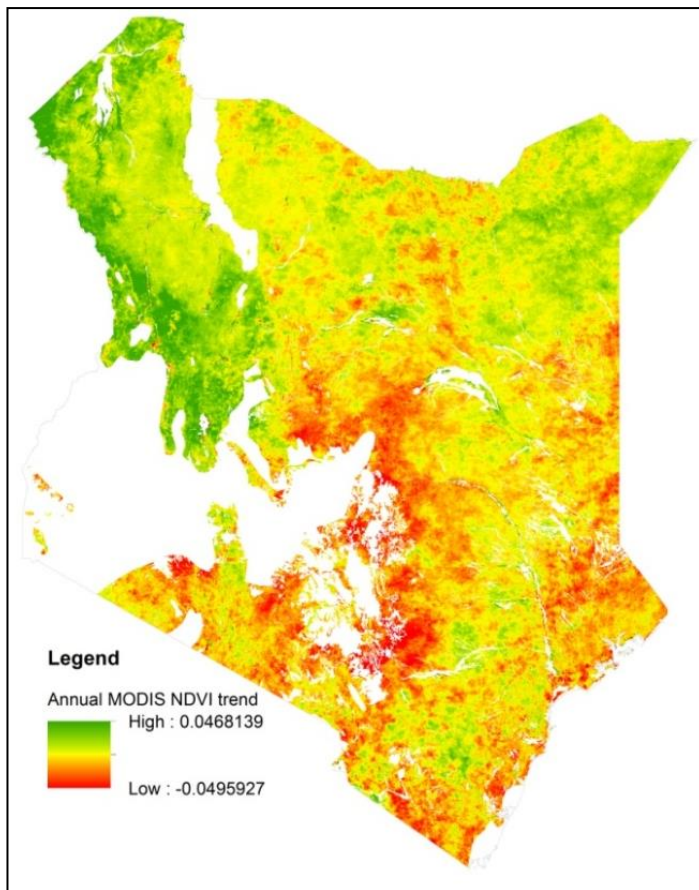 Legend
Annual MODIS NDVI trend
High : 0.0468139
Low : -0.0495927